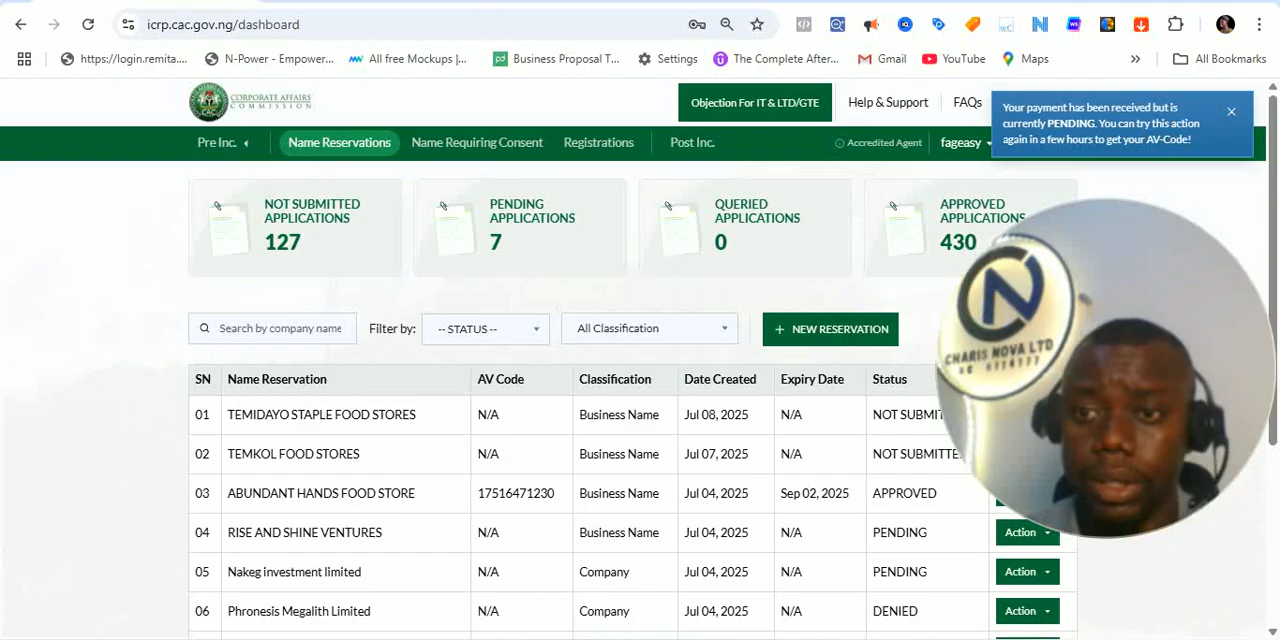 icrp.cac.gov.ng/dashboard
https://login.remita....
N-Power - Empower...
All free Mockups |...
Business Proposal T...
Settings
The Complete After...
Gmail
YouTube
Maps
All Bookmarks
CORPORATE AFFAIRS
COMMISSION
Objection For IT & LTD/GTE
Help & Support
FAQs
Your payment has been received but is
currently PENDING. You can try this action
again in a few hours to get your AV-Code!
Pre Inc.
Name Reservations
Name Requiring Consent
Registrations
Post Inc.
Accredited Agent
fageasy
NOT SUBMITTED
APPLICATIONS
127
PENDING
APPLICATIONS
7
QUERIED
APPLICATIONS
0
APPROVED
APPLICATIONS
430
Search by company name
Filter by:
-- STATUS --
All Classification
+ NEW RESERVATION
SN Name Reservation AV Code Classification Date Created Expiry Date Status
01 TEMIDAYO STAPLE FOOD STORES N/A Business Name Jul 08, 2025 N/A NOT SUBMIT
02 TEMKOL FOOD STORES N/A Business Name Jul 07, 2025 N/A NOT SUBMITTE
03 ABUNDANT HANDS FOOD STORE 17516471230 Business Name Jul 04, 2025 Sep 02, 2025 APPROVED
04 RISE AND SHINE VENTURES N/A Business Name Jul 04, 2025 N/A PENDING Action
05 Nakeg investment limited N/A Company Jul 04, 2025 N/A PENDING Action
06 Phronesis Megalith Limited N/A Company Jul 04, 2025 N/A DENIED Action
CHARIS NOVA LTD